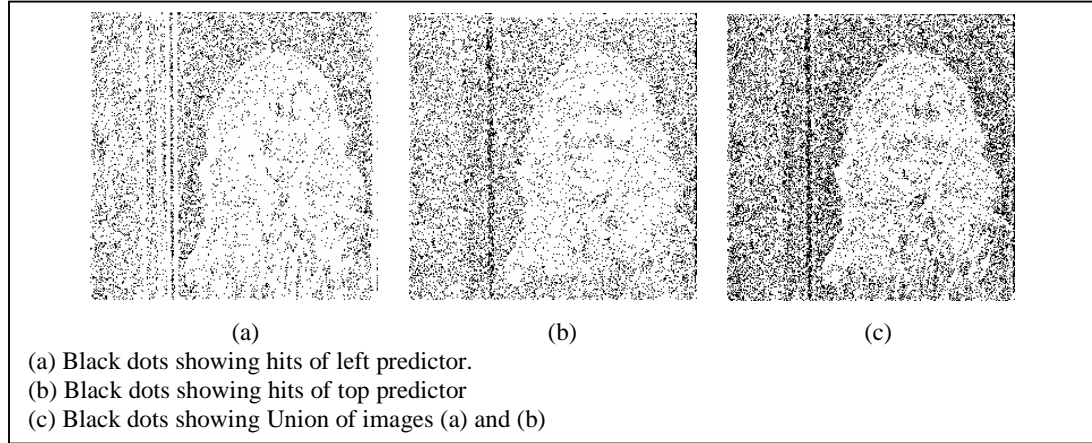 (a) (b) (c)
(a) Black dots showing hits of left predictor.
(b) Black dots showing hits of top predictor
(c) Black dots showing Union of images (a) and (b)